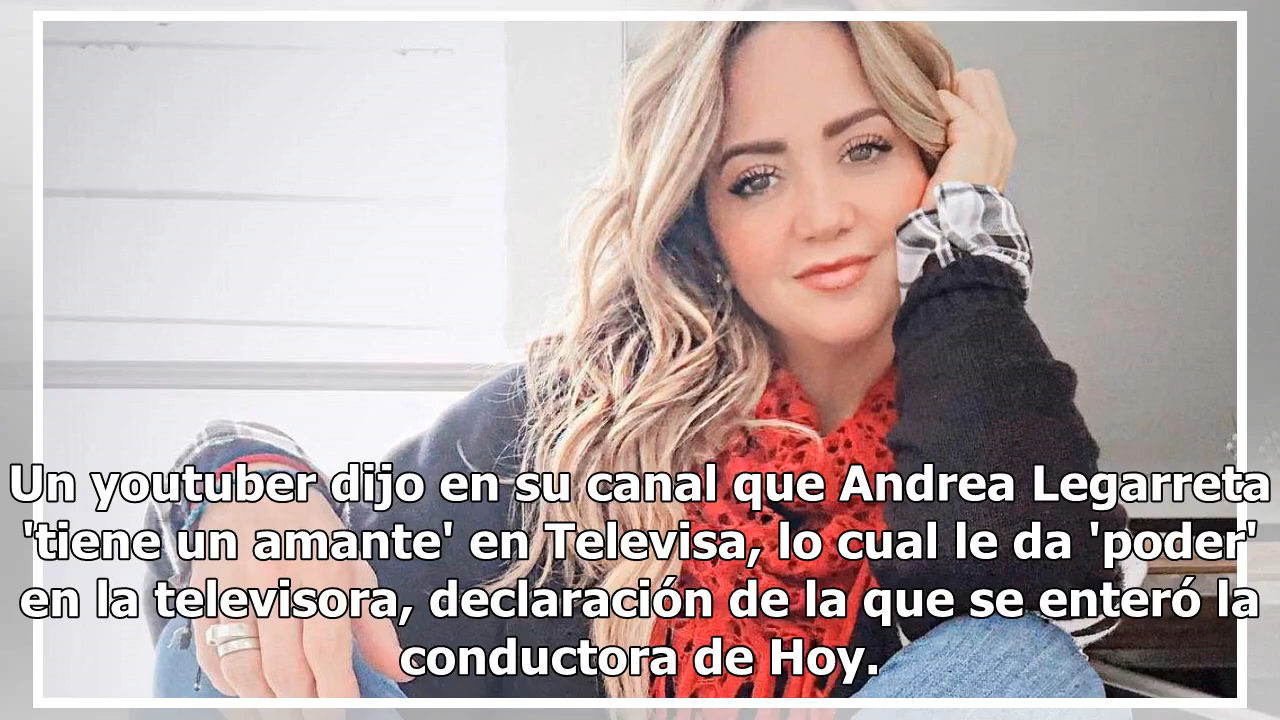 Un youtuber dijo en su canal que Andrea Legarreta
'tiene un amante' en Televisa, lo cual le da 'poder'
en la televisora, declaración de la que se enteró la
conductora de Hoy.